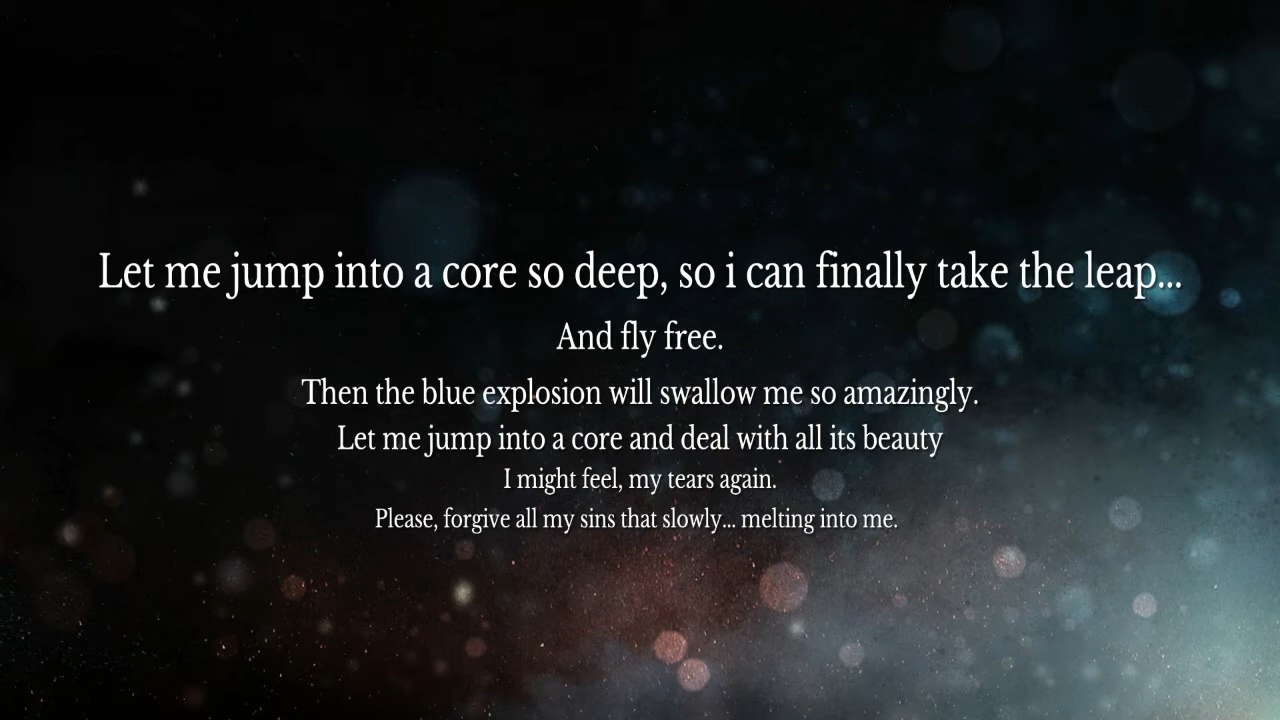 Let me jump into a core so deep, so i can finally take the leap...
And fly free.
Then the blue explosion will swallow me so amazingly.
Let me jump into a core and deal with all its beauty
I might feel, my tears again.
Please, forgive all my sins that slowly... melting into me.